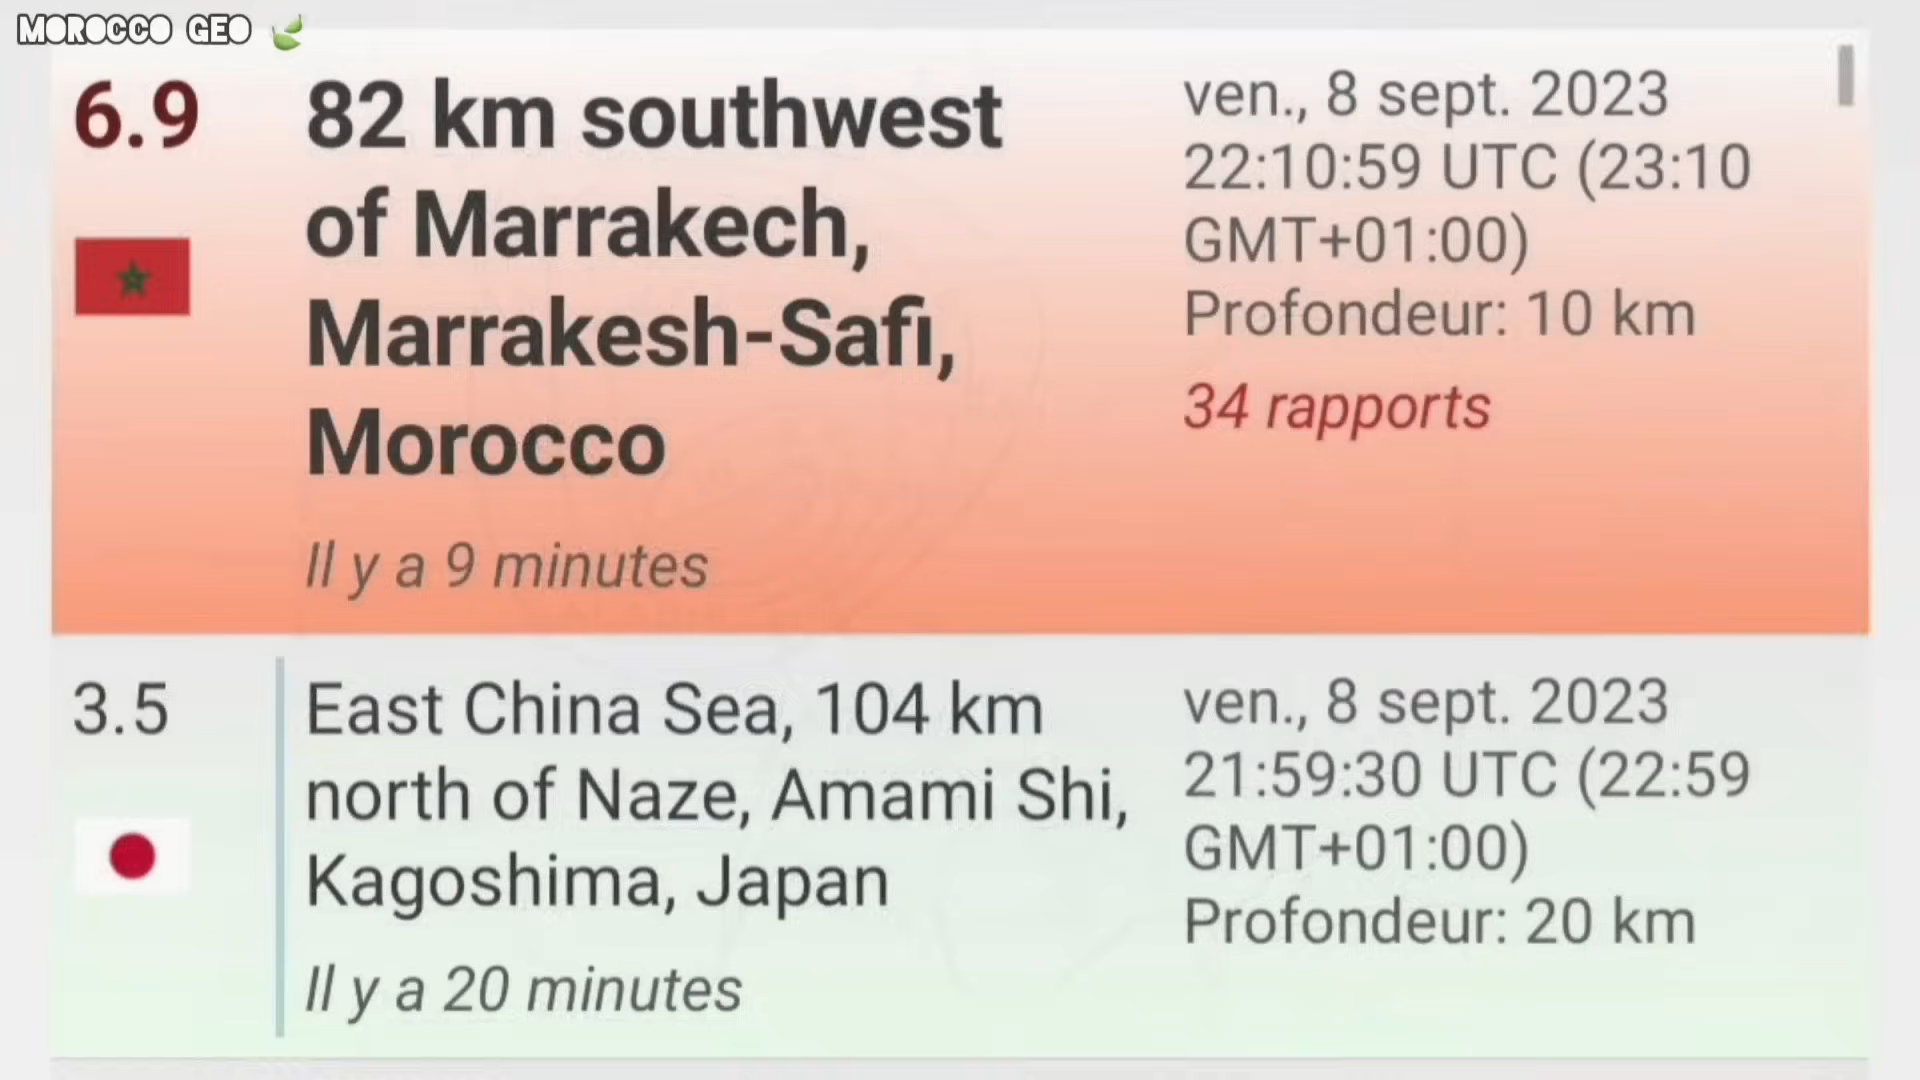 MOROCCO GEO
6.9
82 km southwest
of Marrakech,
Marrakesh-Safi,
Morocco
Il y a 9 minutes
ven., 8 sept. 2023
22:10:59 UTC (23:10
GMT+01:00)
Profondeur: 10 km
34 rapports
3.5
East China Sea, 104 km
north of Naze, Amami Shi,
Kagoshima, Japan
Il y a 20 minutes
ven., 8 sept. 2023
21:59:30 UTC (22:59
GMT+01:00)
Profondeur: 20 km